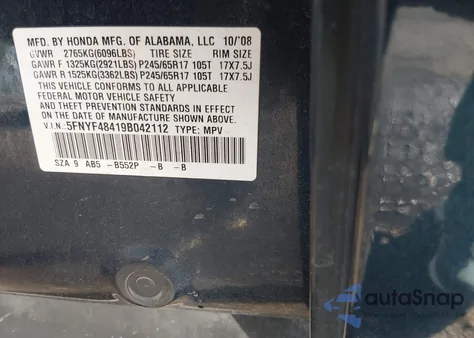 MFD. BY HONDA MFG. OF ALABAMA, LLC 10/'08
GVWR 2765KG(6096LBS) TIRE SIZE RIM SIZE
GAWR F 1325KG(2921LBS) P245/65R17 105T 17X7.5J
GAWR R 1525KG(3362LBS) P245/65R17 105T 17X7.5J
THIS VEHICLE CONFORMS TO ALL APPLICABLE
FEDERAL MOTOR VEHICLE SAFETY
AND THEFT PREVENTION STANDARDS IN EFFECT
ON THE DATE OF MANUFACTURE SHOWN ABOVE.
V.I.N.: 5FNYF48419B042112 TYPE: MPV
SZA 9 AB5 -B552P -B -B
autoSnap